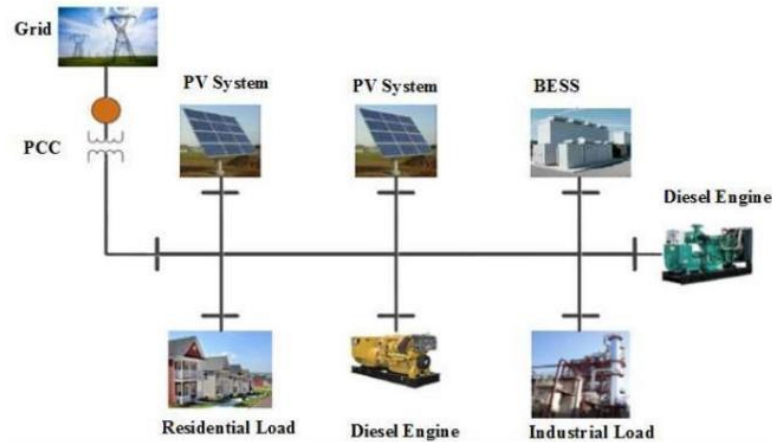 Grid
PV System
PV System
BESS
PCC
Diesel Engine
Residential Load
Diesel Engine
Industrial Load